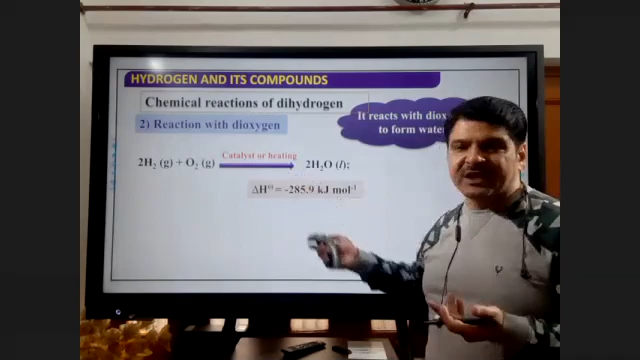 HYDROGEN AND ITS COMPOUNDS
Chemical reactions of dihydrogen
2) Reaction with dioxygen
It reacts with diox
to form wate
Catalyst or heating
2H₂ (g) + O₂ (g) 2H₂O (l);
ΔH⊖ = -285.9 kJ mol⁻¹